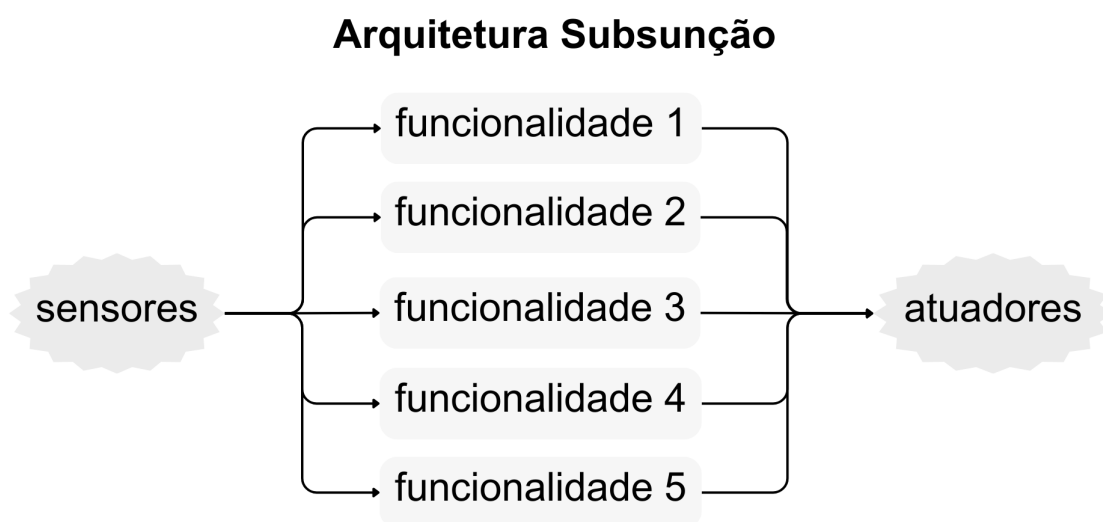 Arquitetura Subsunção
funcionalidade 1
funcionalidade 2
sensores
funcionalidade 3
atuadores
funcionalidade 4
funcionalidade 5